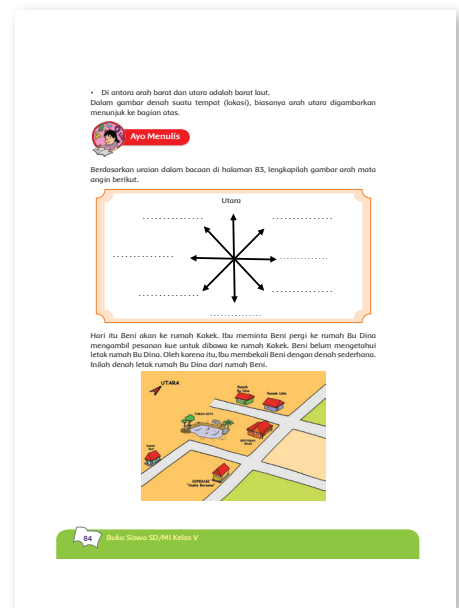 • Di antara arah barat dan utara adalah barat laut.
Dalam gambar denah suatu tempat (lokasi), biasanya arah utara digambarkan
menunjuk ke bagian atas.
Ayo Menulis
Berdasarkan uraian dalam bacaan di halaman 83, lengkapilah gambar arah mata
angin berikut.
Utara
Hari itu Beni akan ke rumah Kakek. Ibu meminta Beni pergi ke rumah Bu Dina
mengambil pesanan kue untuk dibawa ke rumah Kakek. Beni belum mengetahui
letak rumah Bu Dina. Oleh karena itu, Ibu membekali Beni dengan denah sederhana.
Inilah denah letak rumah Bu Dina dari rumah Beni.
UTARA
Rumah
Rumah
TAMAN KOTA
Rumah
KOPERASI
"Usaha Bersama"
84 Buku Siswa SD/MI Kelas V